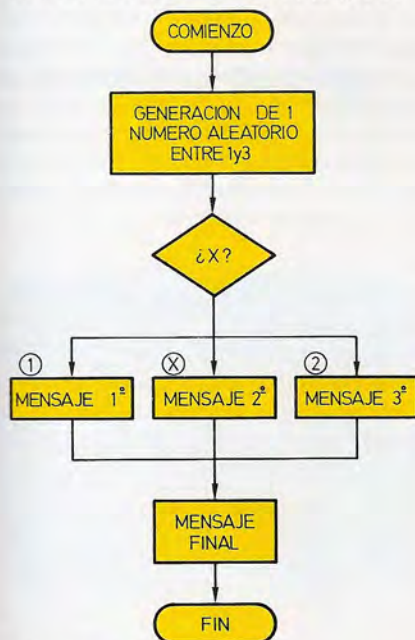 COMIENZO
GENERACION DE 1
NUMERO ALEATORIO
ENTRE 1y3
¿X?
1
X
2
MENSAJE 1º
MENSAJE 2º
MENSAJE 3º
MENSAJE
FINAL
FIN